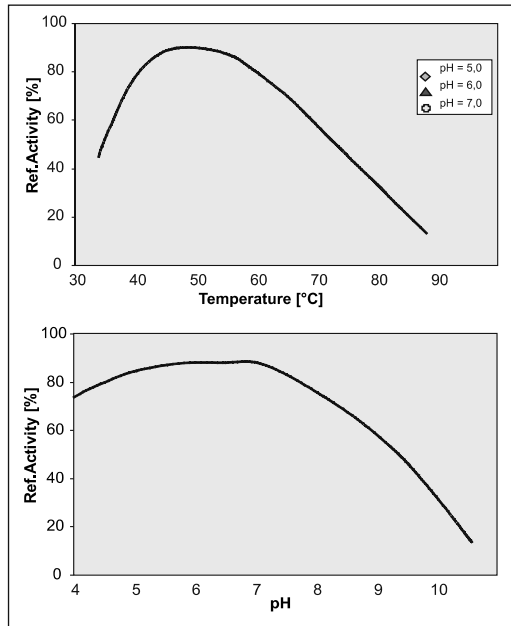 100
80
60
40
20
0
Ref.Activity [%]
pH = 5,0
pH = 6,0
pH = 7,0
30 40 50 60 70 80 90
Temperature [°C]
100
80
60
40
20
0
Ref.Activity [%]
4 5 6 7 8 9 10
pH